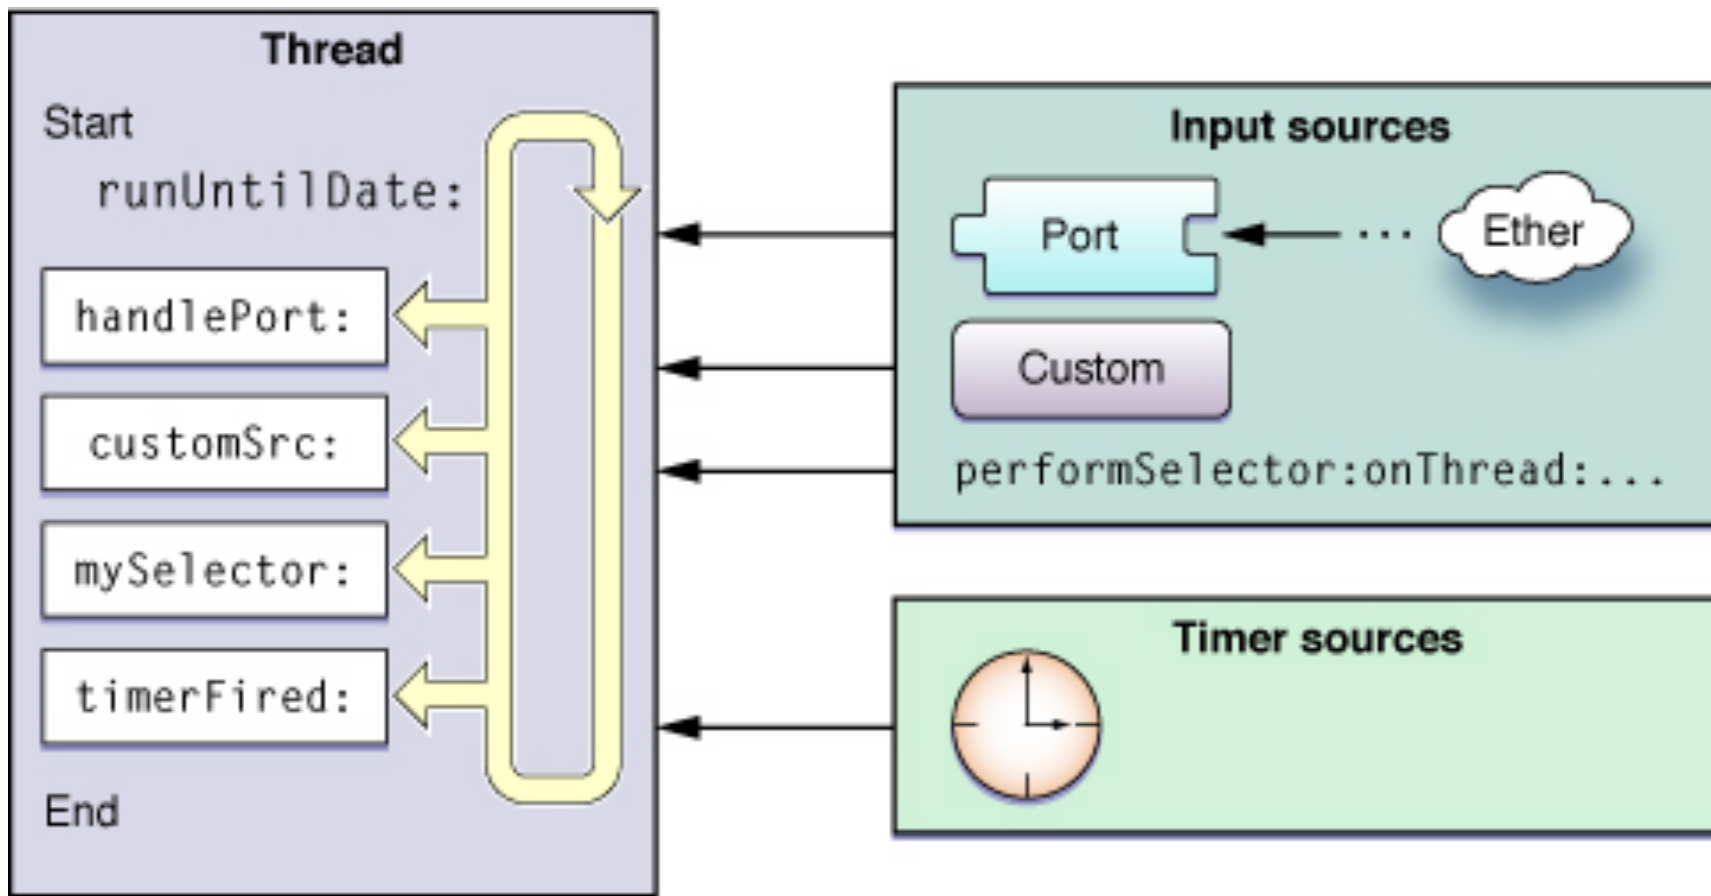 Thread
Start
runUntilDate:
handlePort:
customSrc:
mySelector:
timerFired:
End
Input sources
Port
Ether
Custom
performSelector:onThread:...
Timer sources